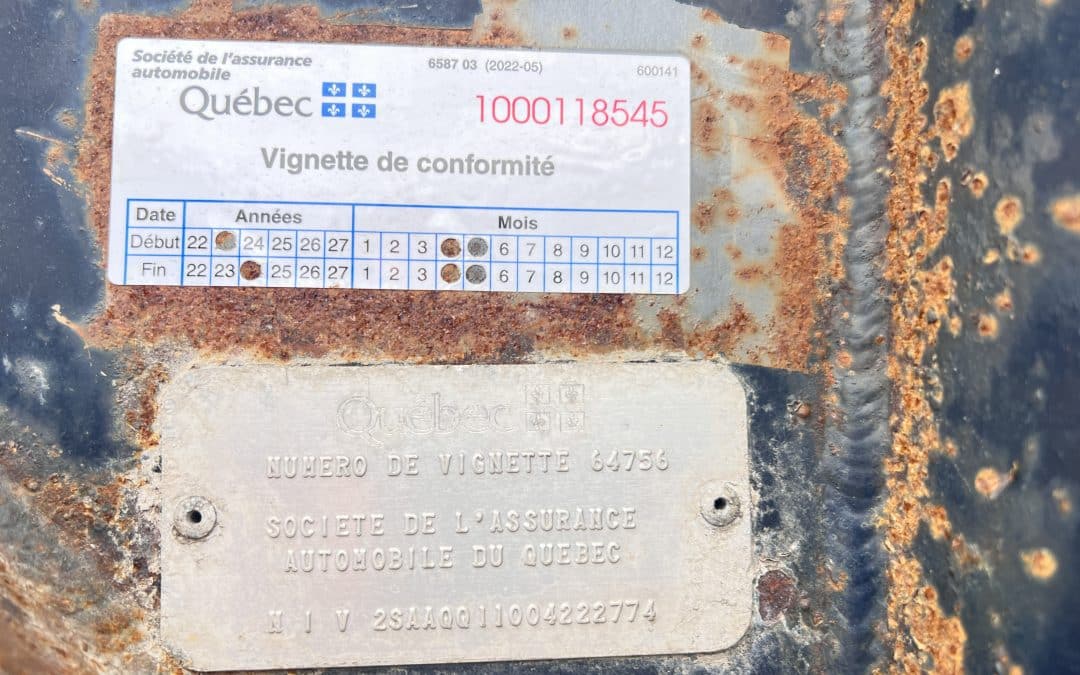 Société de l'assurance
automobile
Québec
6587 03 (2022-05)
600141
1000118545
Vignette de conformité
Date Années Mois
Début 22 24 25 26 27 1 2 3 6 7 8 9 10 11 12
Fin 22 23 25 26 27 1 2 3 6 7 8 9 10 11 12
Québec
NUMERO DE VIGNETTE 64756
SOCIETE DE L'ASSURANCE
AUTOMOBILE DU QUEBEC
N I V 2SAAQQ11004222774